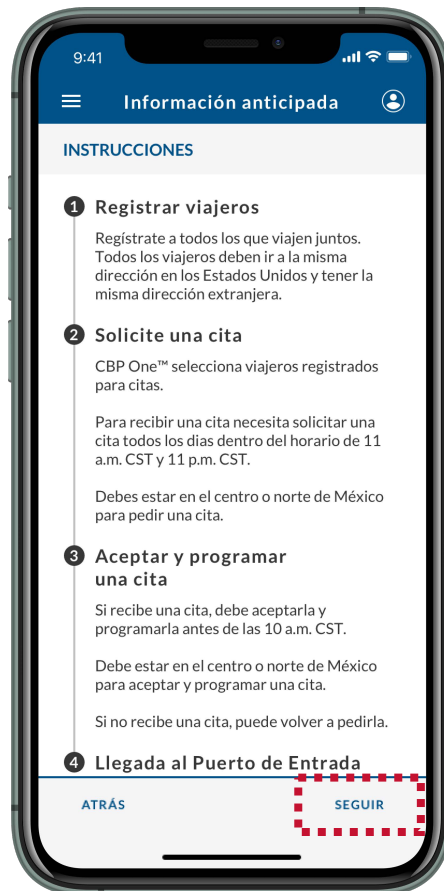 9:41
Información anticipada
INSTRUCCIONES
1 Registrar viajeros
Regístrate a todos los que viajen juntos.
Todos los viajeros deben ir a la misma
dirección en los Estados Unidos y tener la
misma dirección extranjera.
2 Solicite una cita
CBP One™ selecciona viajeros registrados
para citas.
Para recibir una cita necesita solicitar una
cita todos los dias dentro del horario de 11
a.m. CST y 11 p.m. CST.
Debes estar en el centro o norte de México
para pedir una cita.
3 Aceptar y programar
una cita
Si recibe una cita, debe aceptarla y
programarla antes de las 10 a.m. CST.
Debe estar en el centro o norte de México
para aceptar y programar una cita.
Si no recibe una cita, puede volver a pedirla.
4 Llegada al Puerto de Entrada
ATRÁS SEGUIR